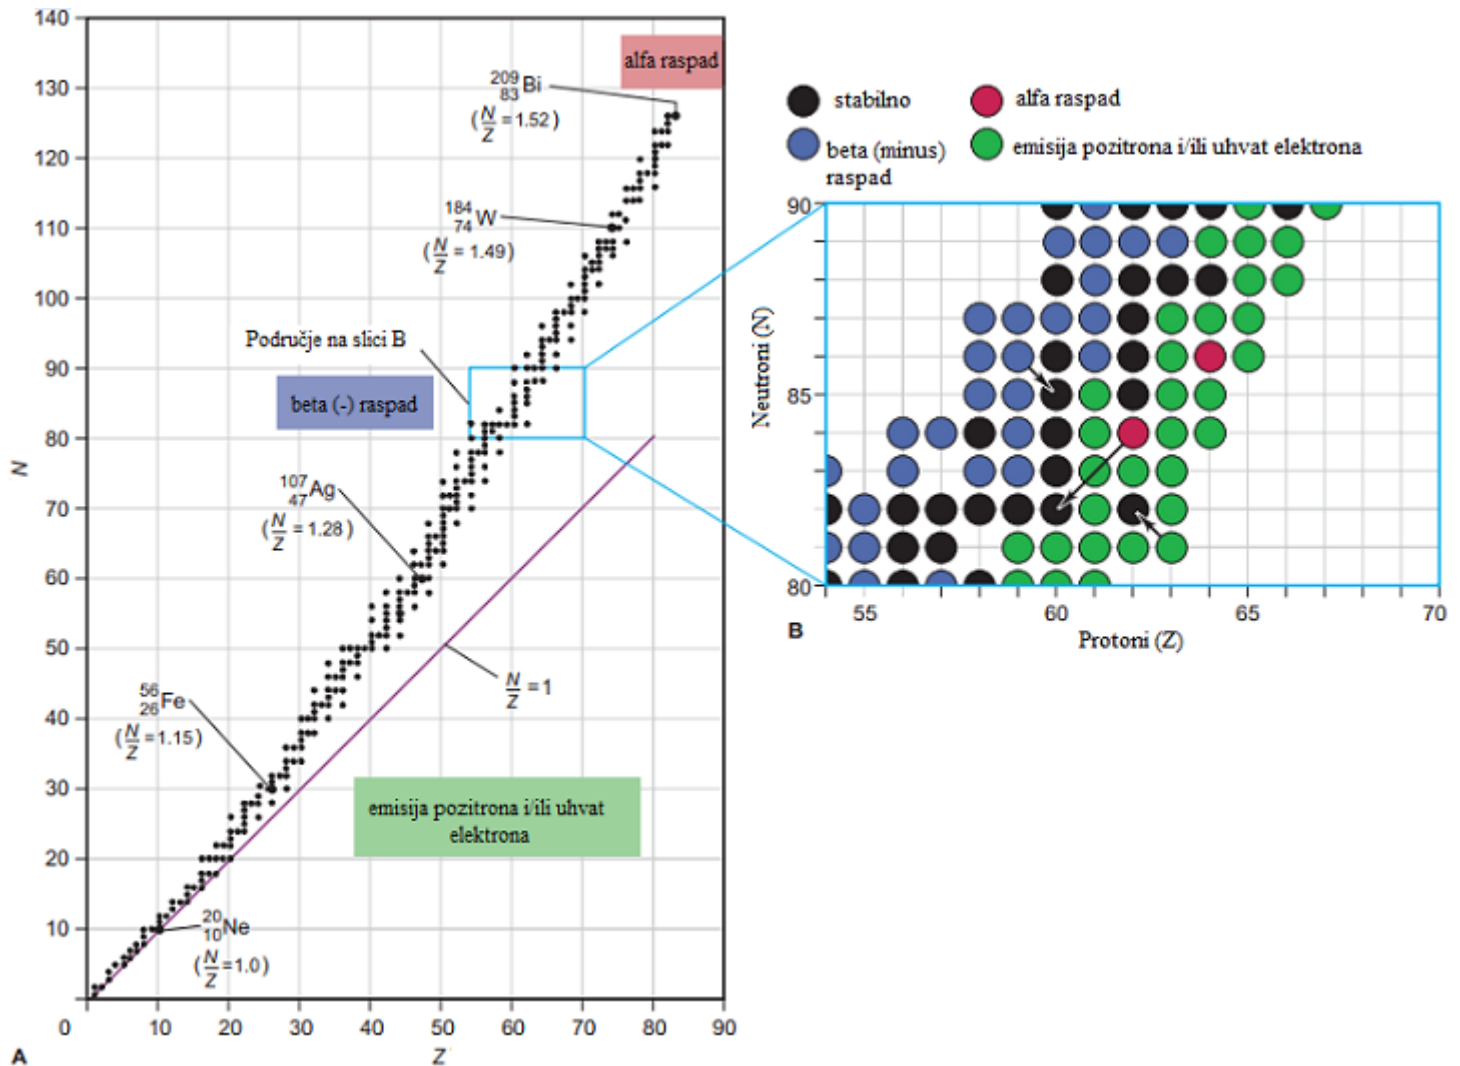 140
130
120
110
100
90
80
70
60
50
40
30
20
10
N
alfa raspad
209
83
Bi
(N/Z = 1.52)
184
74
W
(N/Z = 1.49)
Područje na slici B
beta (-) raspad
107
47
Ag
(N/Z = 1.28)
56
26
Fe
(N/Z = 1.15)
N/Z = 1
emisija pozitrona i/ili uhvat
elektrona
20
10
Ne
(N/Z = 1.0)
0 10 20 30 40 50 60 70 80 90
A
Z
stabilno
alfa raspad
beta (minus)
raspad
emisija pozitrona i/ili uhvat elektrona
90
85
80
Neutroni (N)
55 60 65 70
B
Protoni (Z)